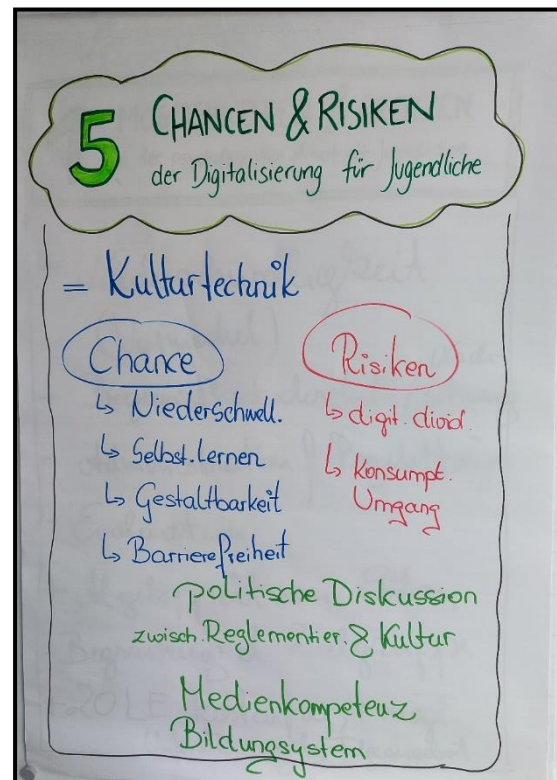 5 CHANCEN & RISIKEN
der Digitalisierung für Jugendliche
= Kulturtechnik
Chance
↳ Niederschwell.
↳ Selbst.lernen
↳ Gestaltbarkeit
↳ Barrierefreiheit
Risiken
↳ digit. divid.
↳ Konsumpt.
Umgang
politische Diskussion
zwisch. Reglementier. & Kultur
Medienkompetenz
Bildungsystem